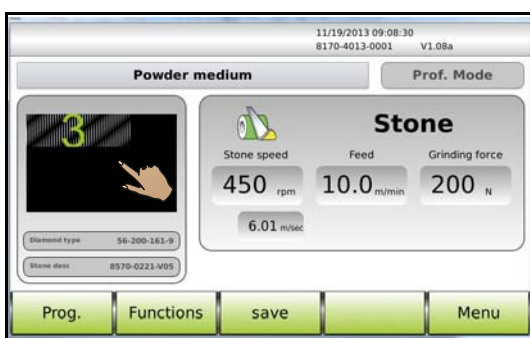 11/19/2013 09:08:30
8170-4013-0001 V1.08a
Powder medium
Prof. Mode
3
Stone
Stone speed Feed Grinding force
450 rpm 10.0 m/min 200 N
6.01 m/sec
Diamond type 56-200-161-9
Stone desc 8570-0221-V05
Prog. Functions save Menu